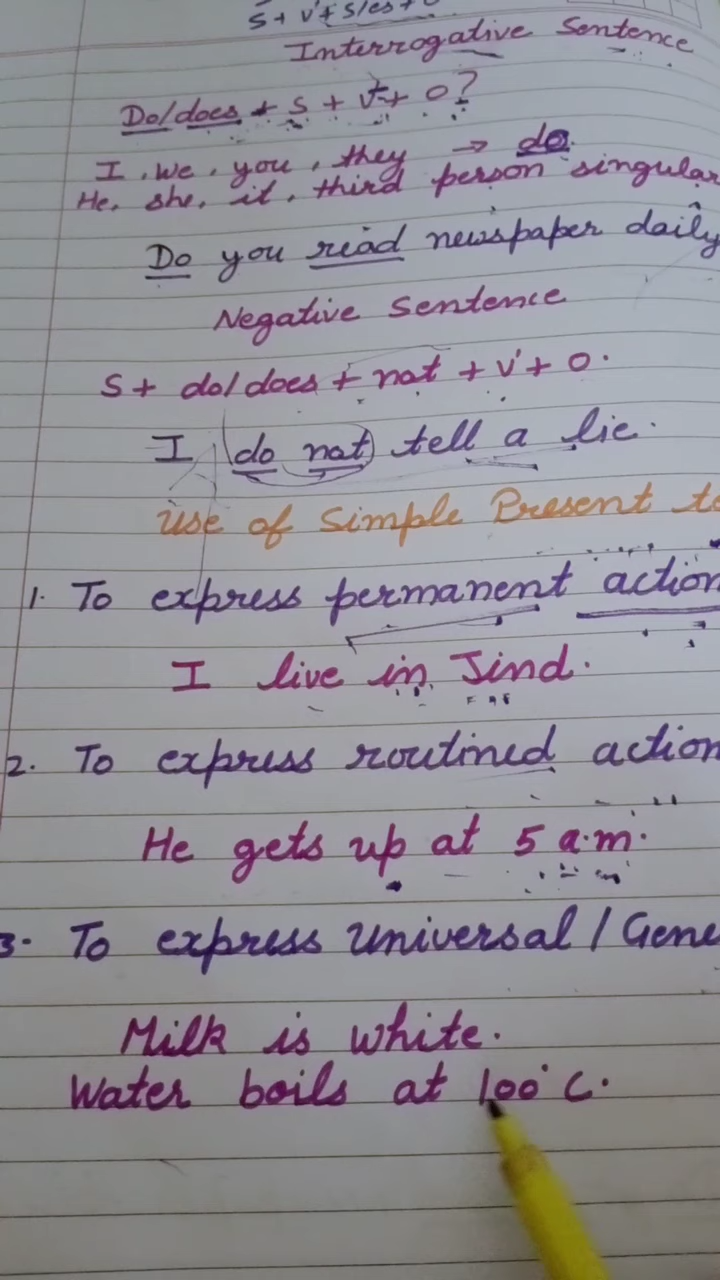 S + V' + s/es + O
Interrogative Sentence
Do/does + S + V' + O?
I, we, you, they → do
He, she, it, third person singular
Do you read newspaper daily
Negative Sentence
S + do/does + not + V' + O.
I do not tell a lie.
Use of Simple Present
1. To express permanent action
I live in Jind.
2. To express routined action
He gets up at 5 a.m.
3. To express Universal /
Milk is white.
Water boils at 100°C.